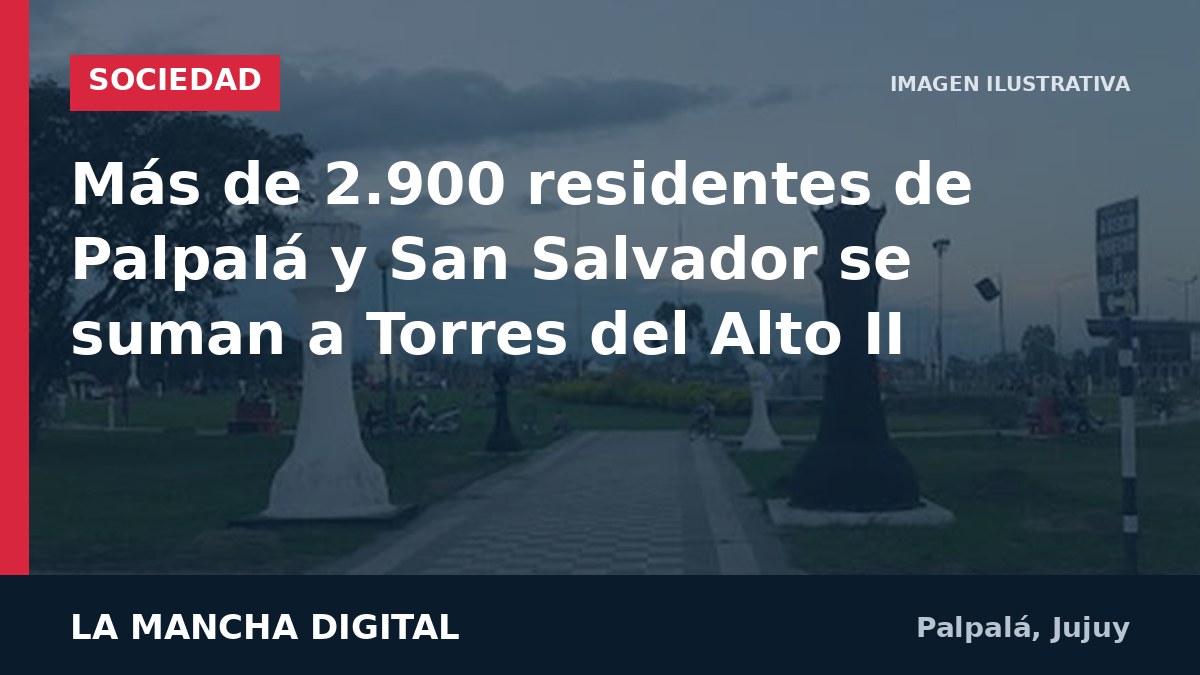 SOCIEDAD
IMAGEN ILUSTRATIVA
Más de 2.900 residentes de
Palpalá y San Salvador se
suman a Torres del Alto II
LA MANCHA DIGITAL
Palpalá, Jujuy